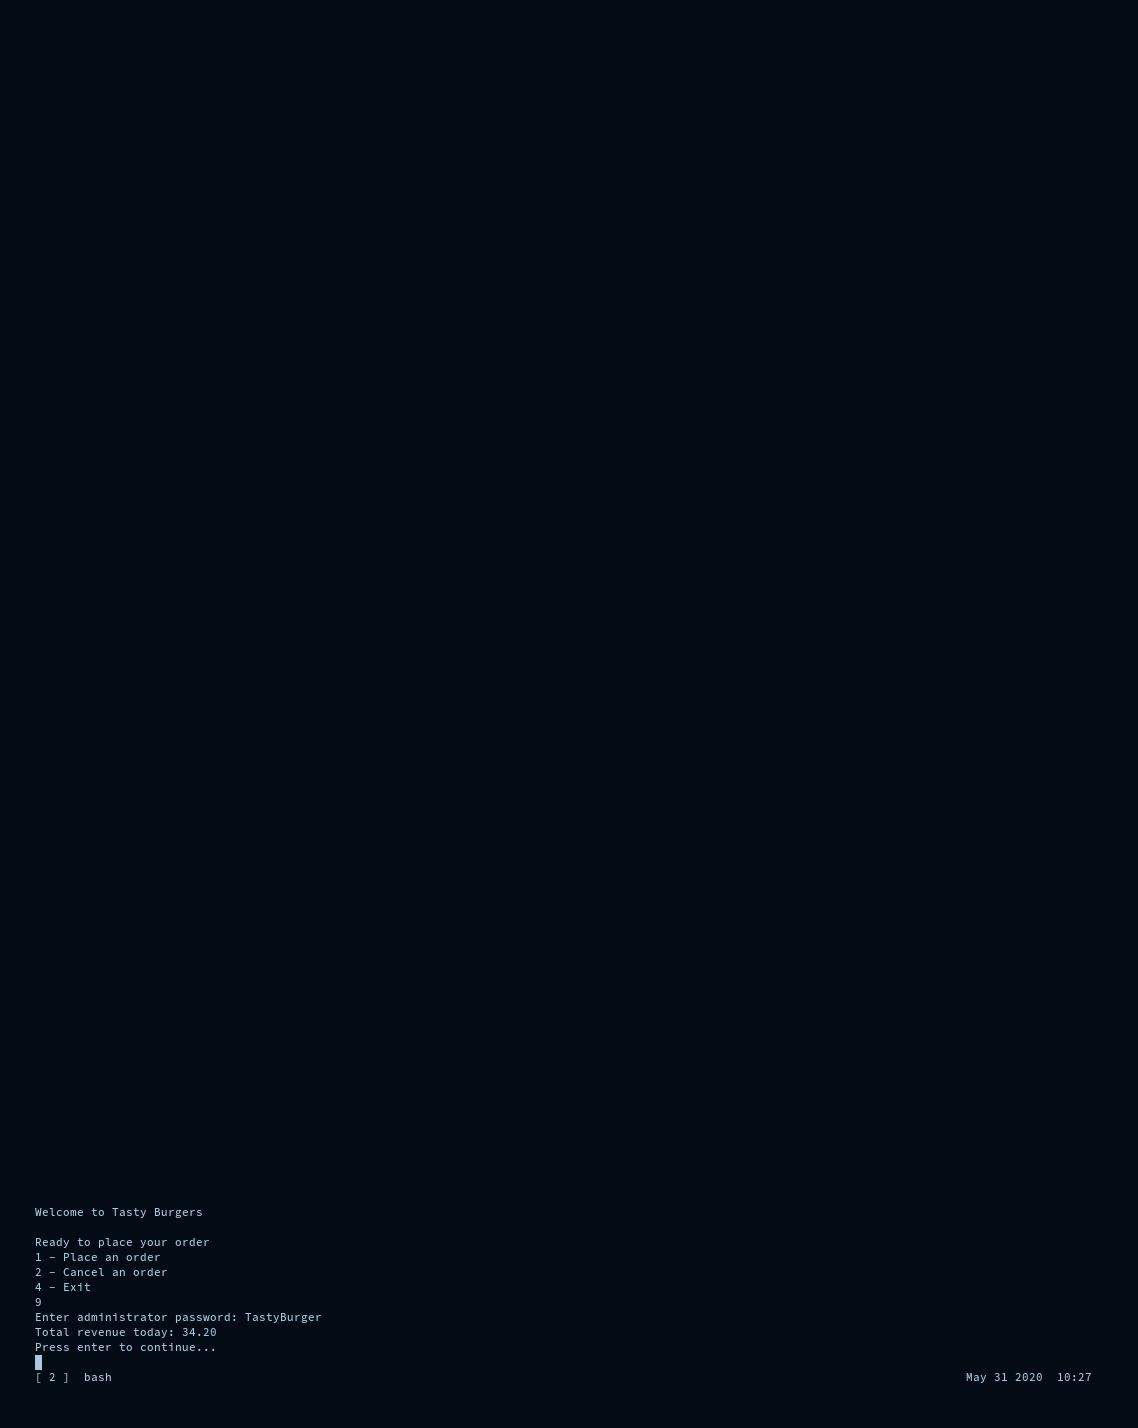 Welcome to Tasty Burgers
Ready to place your order
1 – Place an order
2 – Cancel an order
4 – Exit
9
Enter administrator password: TastyBurger
Total revenue today: 34.20
Press enter to continue...
[ 2 ]  bash May 31 2020  10:27